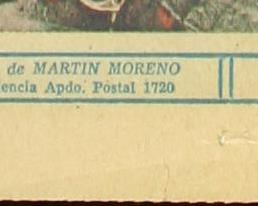 de MARTIN MORENO
encia Apdo. Postal 1720